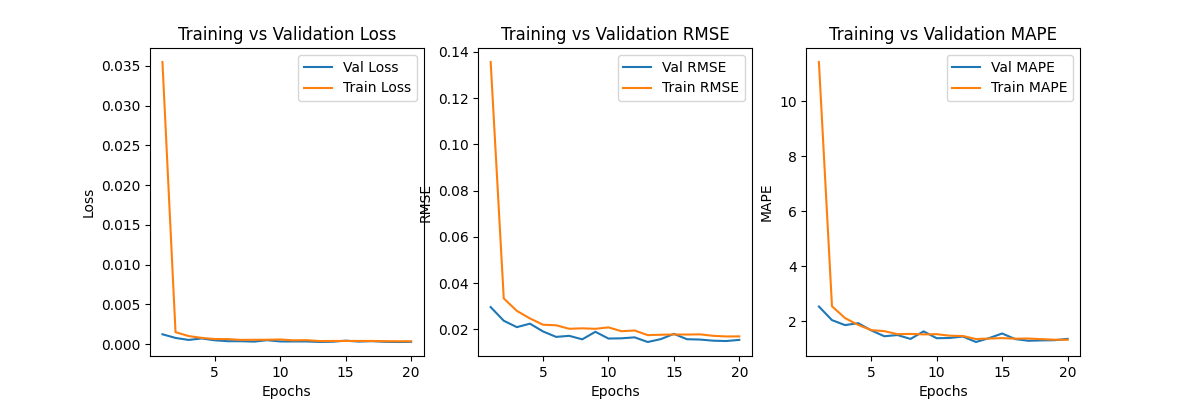 Training vs Validation Loss
0.035
0.030
0.025
0.020
0.015
0.010
0.005
0.000
Loss
5
10
15
20
Epochs
Val Loss
Train Loss
Training vs Validation RMSE
0.14
0.12
0.10
0.08
0.06
0.04
0.02
RMSE
5
10
15
20
Epochs
Val RMSE
Train RMSE
Training vs Validation MAPE
10
8
6
4
2
MAPE
5
10
15
20
Epochs
Val MAPE
Train MAPE